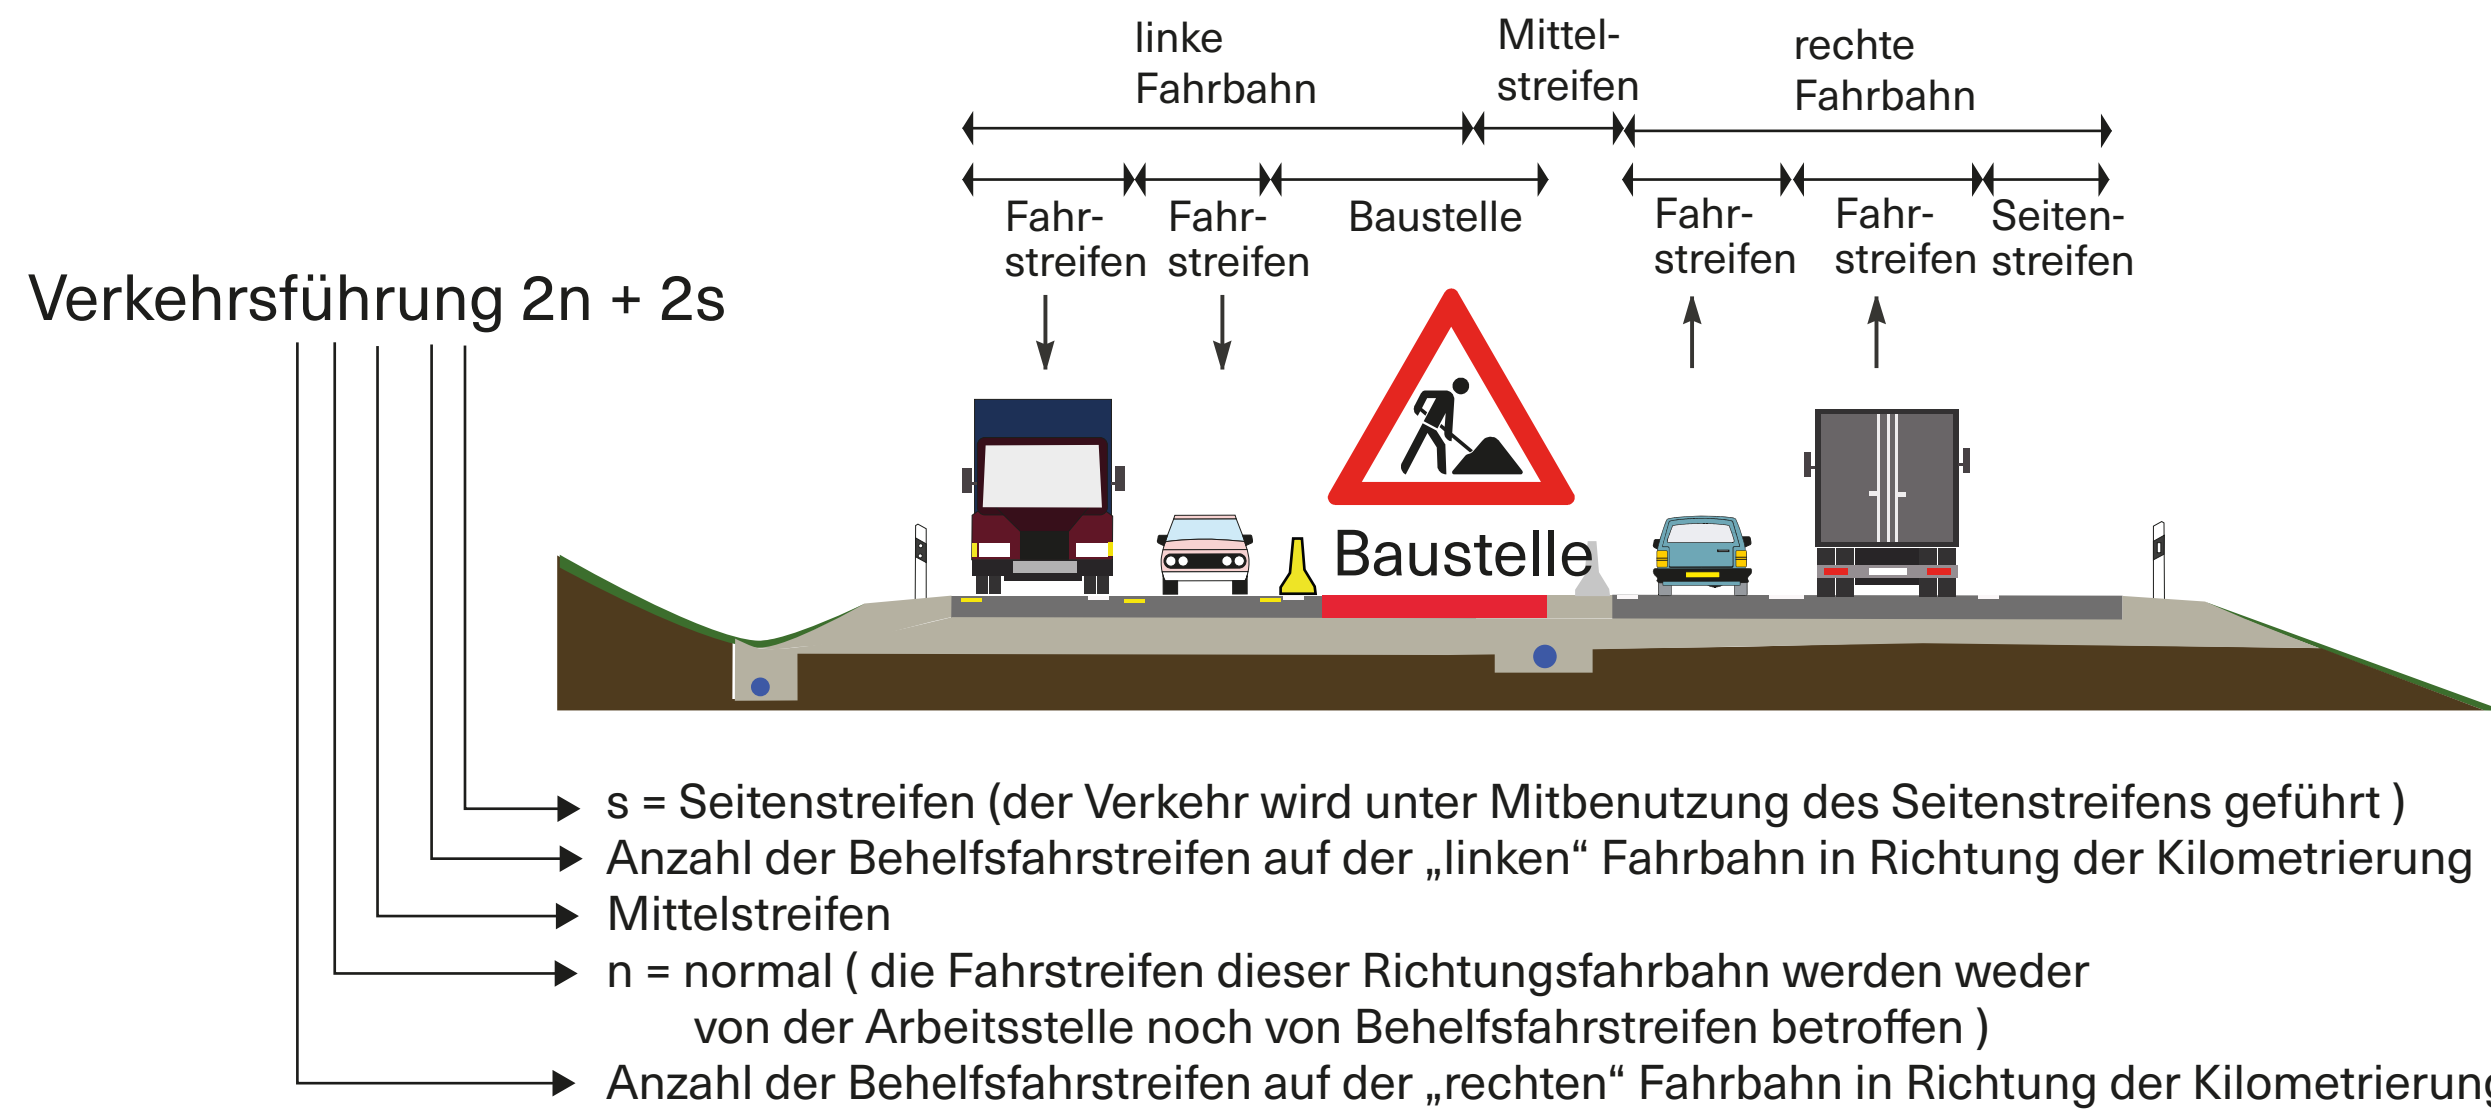 linke
Fahrbahn
Mittel-
streifen
rechte
Fahrbahn
Fahr-
streifen
Fahr-
streifen
Baustelle
Fahr-
streifen
Fahr-
streifen
Seiten-
streifen
Verkehrsführung 2n + 2s
Baustelle
s = Seitenstreifen (der Verkehr wird unter Mitbenutzung des Seitenstreifens geführt )
Anzahl der Behelfsfahrstreifen auf der „linken“ Fahrbahn in Richtung der Kilometrierung
Mittelstreifen
n = normal ( die Fahrstreifen dieser Richtungsfahrbahn werden weder
von der Arbeitsstelle noch von Behelfsfahrstreifen betroffen )
Anzahl der Behelfsfahrstreifen auf der „rechten“ Fahrbahn in Richtung der Kilometrierung